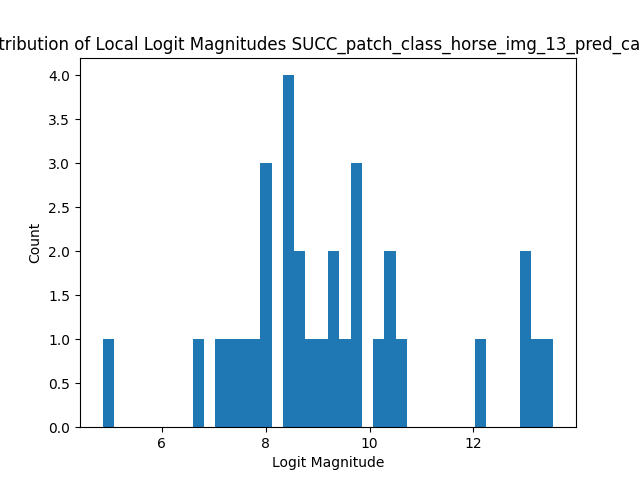 tribution of Local Logit Magnitudes SUCC_patch_class_horse_img_13_pred_ca
4.0
3.5
3.0
2.5
2.0
1.5
1.0
0.5
0.0
Count
6 8 10 12
Logit Magnitude